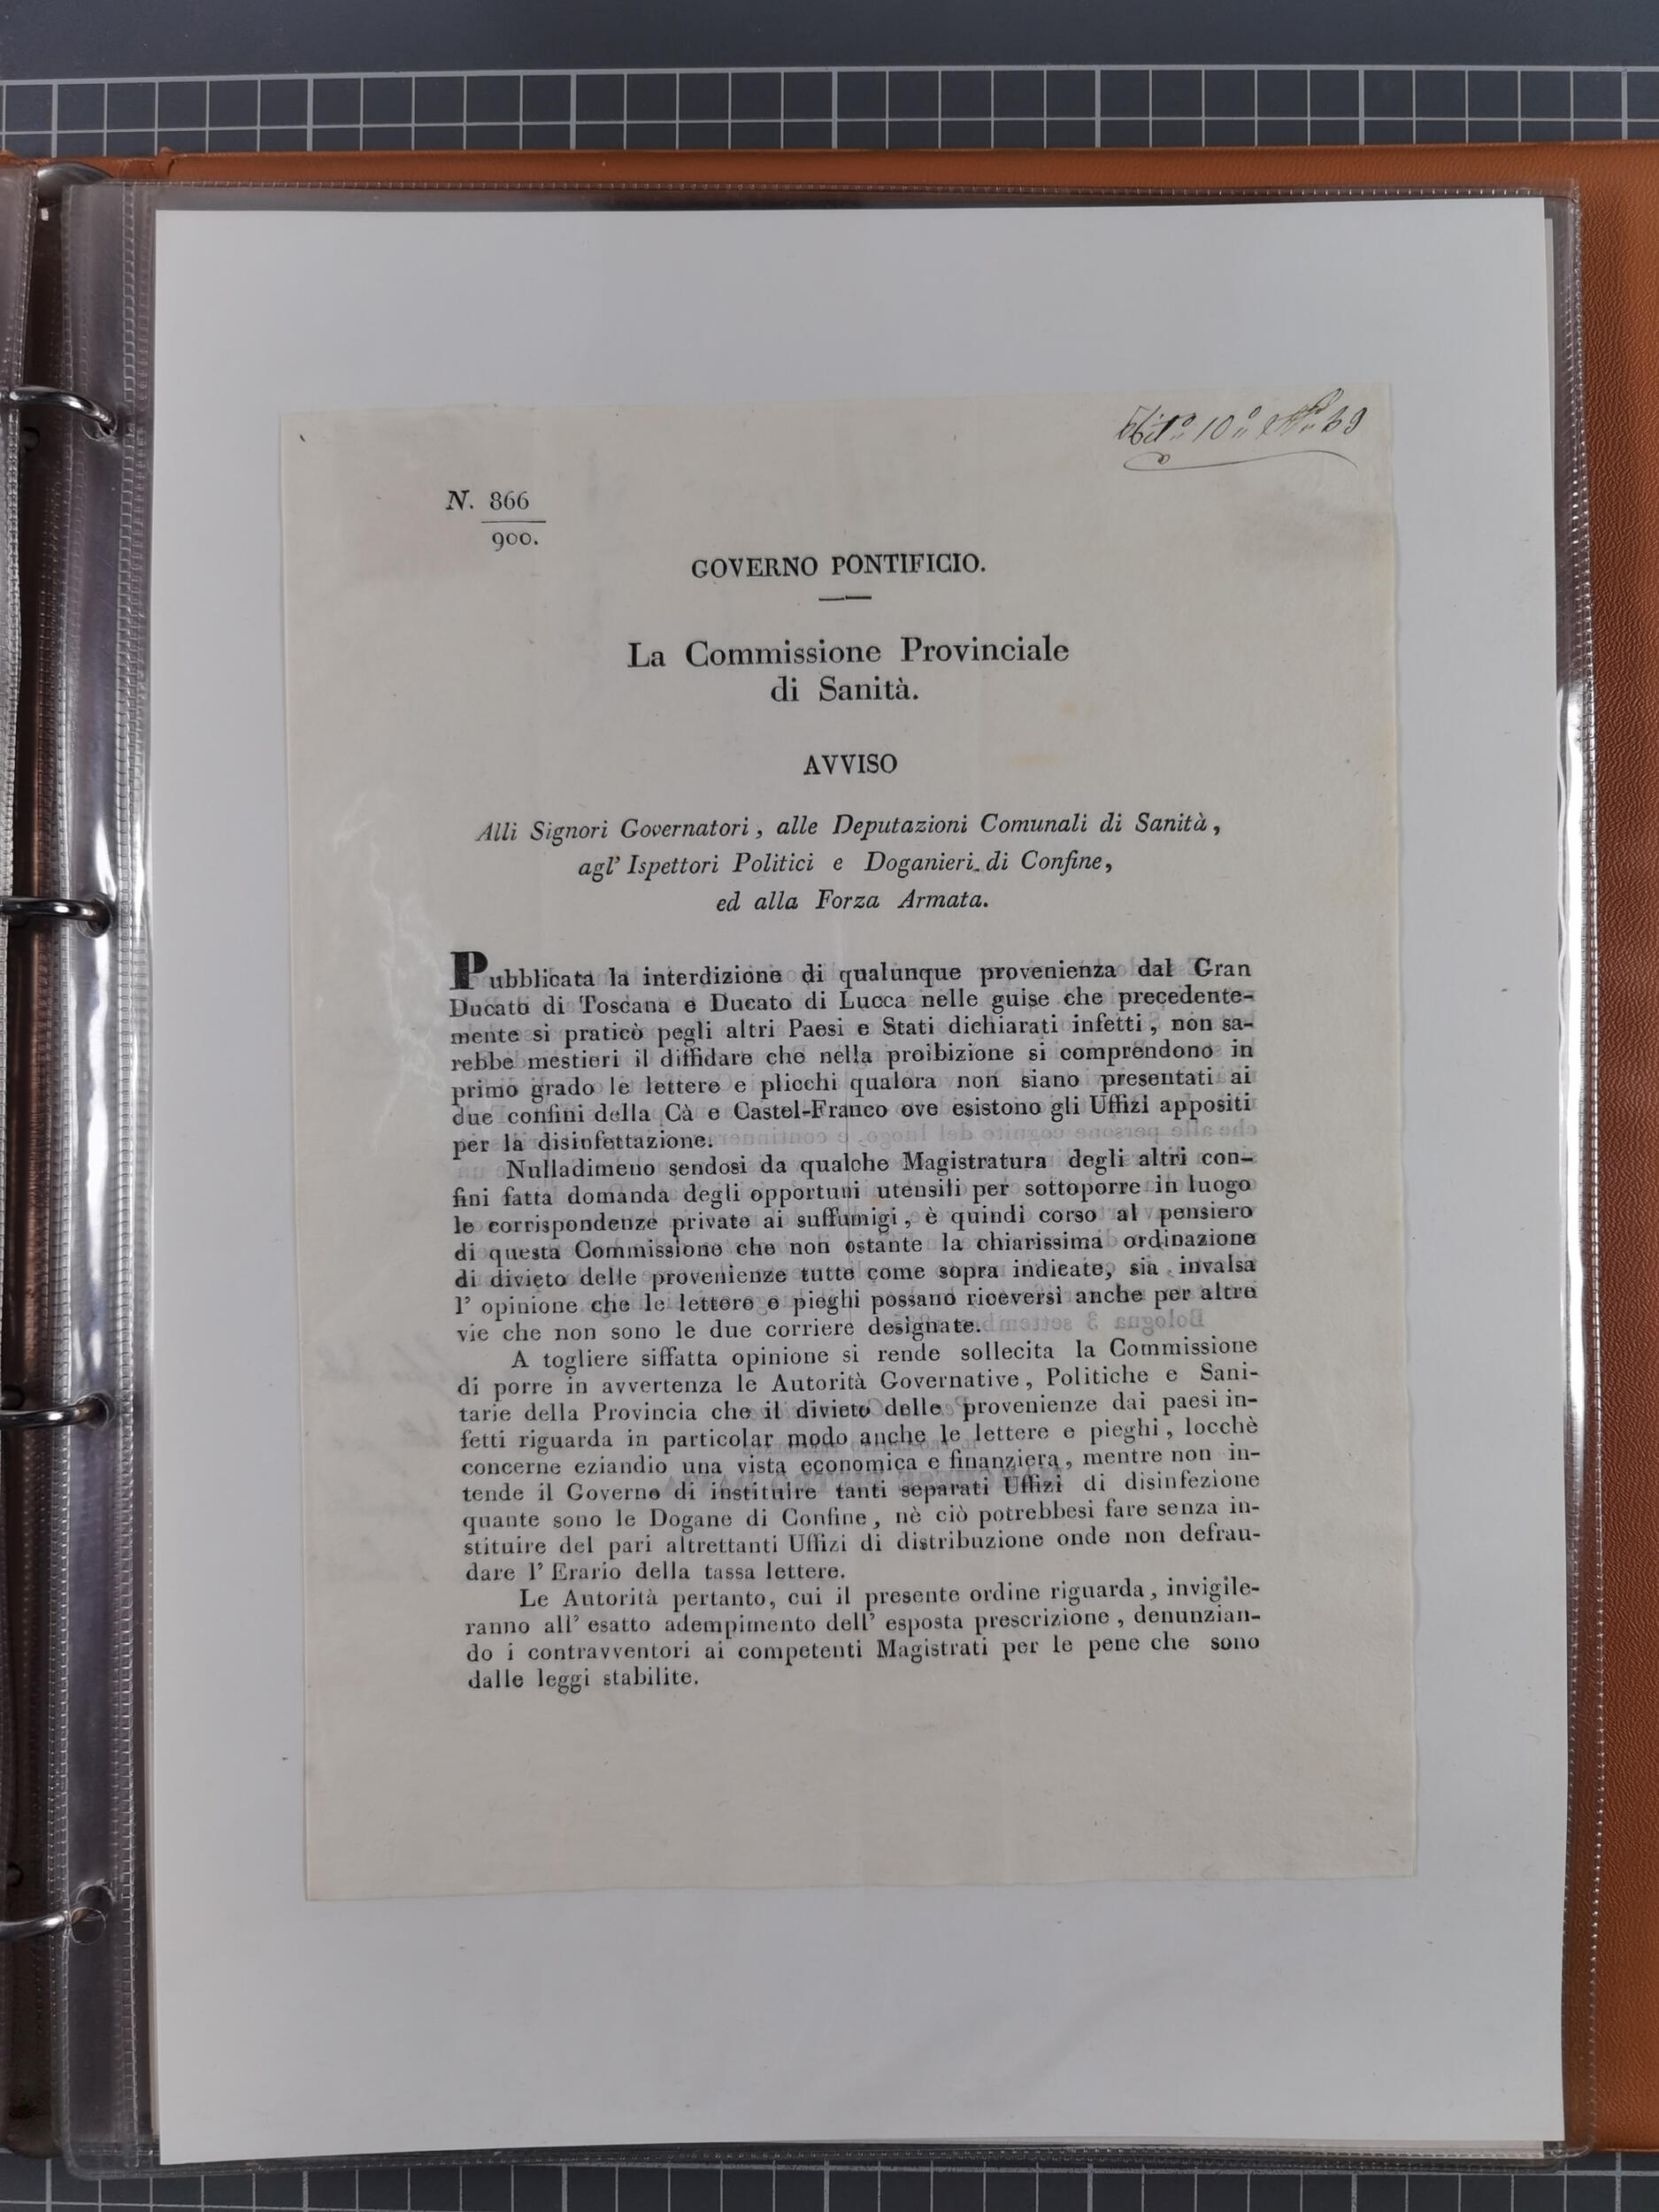 10
N. 866
900.
GOVERNO PONTIFICIO.
La Commissione Provinciale
di Sanità.
AVVISO
Alli Signori Governatori, alle Deputazioni Comunali di Sanità,
agl' Ispettori Politici e Doganieri di Confine,
ed alla Forza Armata.
Pubblicata la interdizione di qualunque provenienza dal Gran
Ducato di Toscana e Ducato di Lucca nelle guise che precedente-
mente si praticò pegli altri Paesi e Stati dichiarati infetti, non sa-
rebbe mestieri il diffidare che nella proibizione si comprendono in
primo grado le lettere e plicchi qualora non siano presentati ai
due confini della Cà e Castel-Franco ove esistono gli Uffizi appositi
per la disinfettazione.
Nulladimeno sendosi da qualche Magistratura degli altri con-
fini fatta domanda degli opportuni utensili per sottoporre in luogo
le corrispondenze private ai suffumigi, è quindi corso al pensiero
di questa Commissione che non ostante la chiarissima ordinazione
di divieto delle provenienze tutte come sopra indicate, sia invalsa
l' opinione che le lettere e pieghi possano riceversi anche per altre
vie che non sono le due corriere designate.
A togliere siffatta opinione si rende sollecita la Commissione
di porre in avvertenza le Autorità Governative, Politiche e Sani-
tarie della Provincia che il divieto delle provenienze dai paesi in-
fetti riguarda in particolar modo anche le lettere e pieghi, locchè
concerne eziandio una vista economica e finanziera, mentre non in-
tende il Governo di instituire tanti separati Uffizi di disinfezione
quante sono le Dogane di Confine, nè ciò potrebbesi fare senza in-
stituire del pari altrettanti Uffizi di distribuzione onde non defrau-
dare l' Erario della tassa lettere.
Le Autorità pertanto, cui il presente ordine riguarda, invigile-
ranno all' esatto adempimento dell' esposta prescrizione, denunzian-
do i contravventori ai competenti Magistrati per le pene che sono
dalle leggi stabilite.